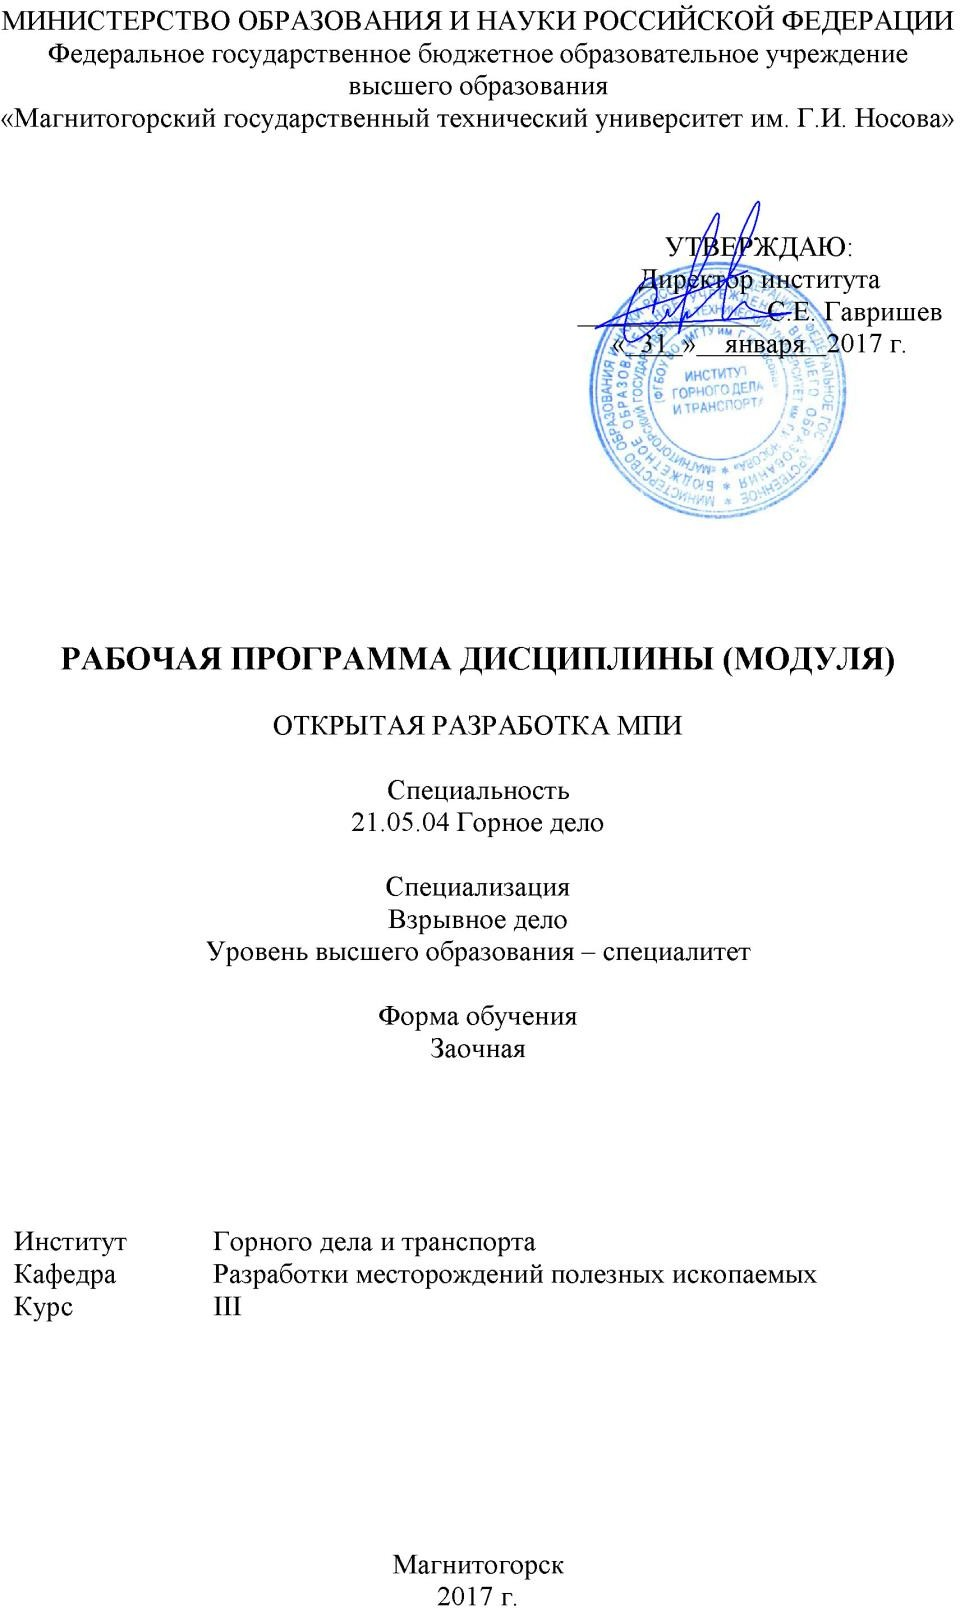 МИНИСТЕРСТВО ОБРАЗОВАНИЯ И НАУКИ РОССИЙСКОЙ ФЕДЕРАЦИИ
Федеральное государственное бюджетное образовательное учреждение
высшего образования
«Магнитогорский государственный технический университет им. Г.И. Носова»
УТВЕРЖДАЮ:
Директор института
С.Е. Гавришев
«_31_»__января__2017 г.
ИНСТИТУТ
ГОРНОГО ДЕЛА
И ТРАНСПОРТА
РАБОЧАЯ ПРОГРАММА ДИСЦИПЛИНЫ (МОДУЛЯ)
ОТКРЫТАЯ РАЗРАБОТКА МПИ
Специальность
21.05.04 Горное дело
Специализация
Взрывное дело
Уровень высшего образования – специалитет
Форма обучения
Заочная
Институт Горного дела и транспорта
Кафедра Разработки месторождений полезных ископаемых
Курс III
Магнитогорск
2017 г.